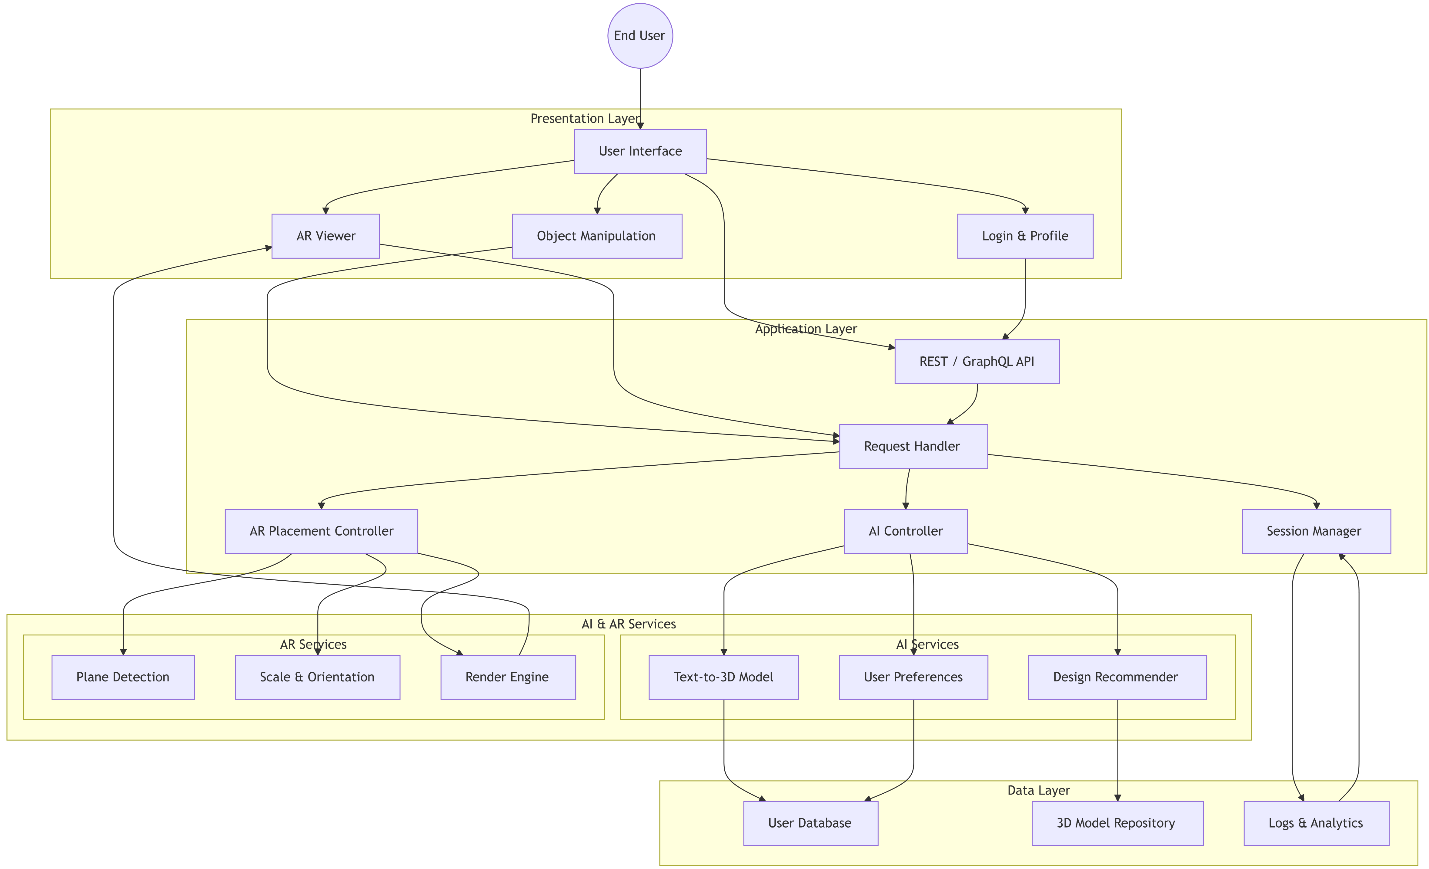 End User
Presentation Layer
User Interface
AR Viewer
Object Manipulation
Login & Profile
Application Layer
REST / GraphQL API
Request Handler
AR Placement Controller
AI Controller
Session Manager
AI & AR Services
AR Services
AI Services
Plane Detection
Scale & Orientation
Render Engine
Text-to-3D Model
User Preferences
Design Recommender
Data Layer
User Database
3D Model Repository
Logs & Analytics